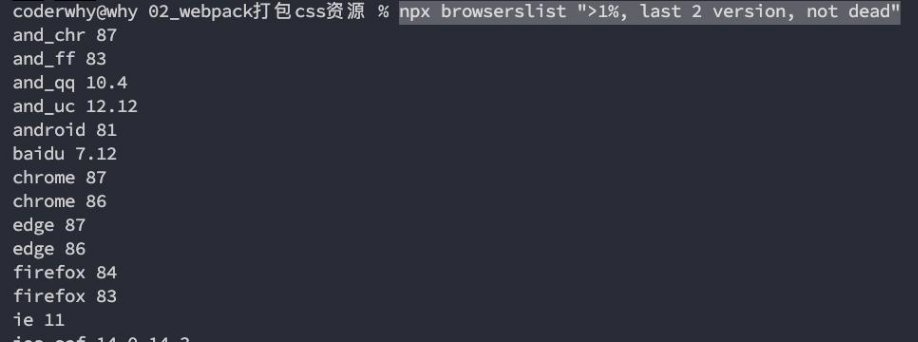 coderwhy@why 02_webpack打包css资源 % npx browserslist ">1%, last 2 version, not dead"
and_chr 87
and_ff 83
and_qq 10.4
and_uc 12.12
android 81
baidu 7.12
chrome 87
chrome 86
edge 87
edge 86
firefox 84
firefox 83
ie 11